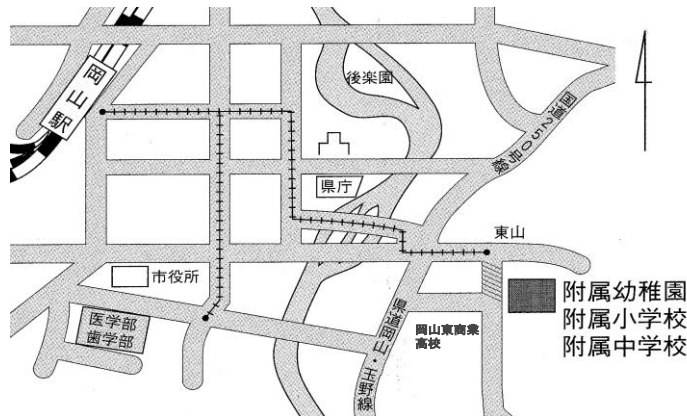 岡山駅
後楽園
国道250号線
県庁
東山
市役所
医学部
歯学部
県道岡山・玉野線
岡山東商業
高校
附属幼稚園
附属小学校
附属中学校